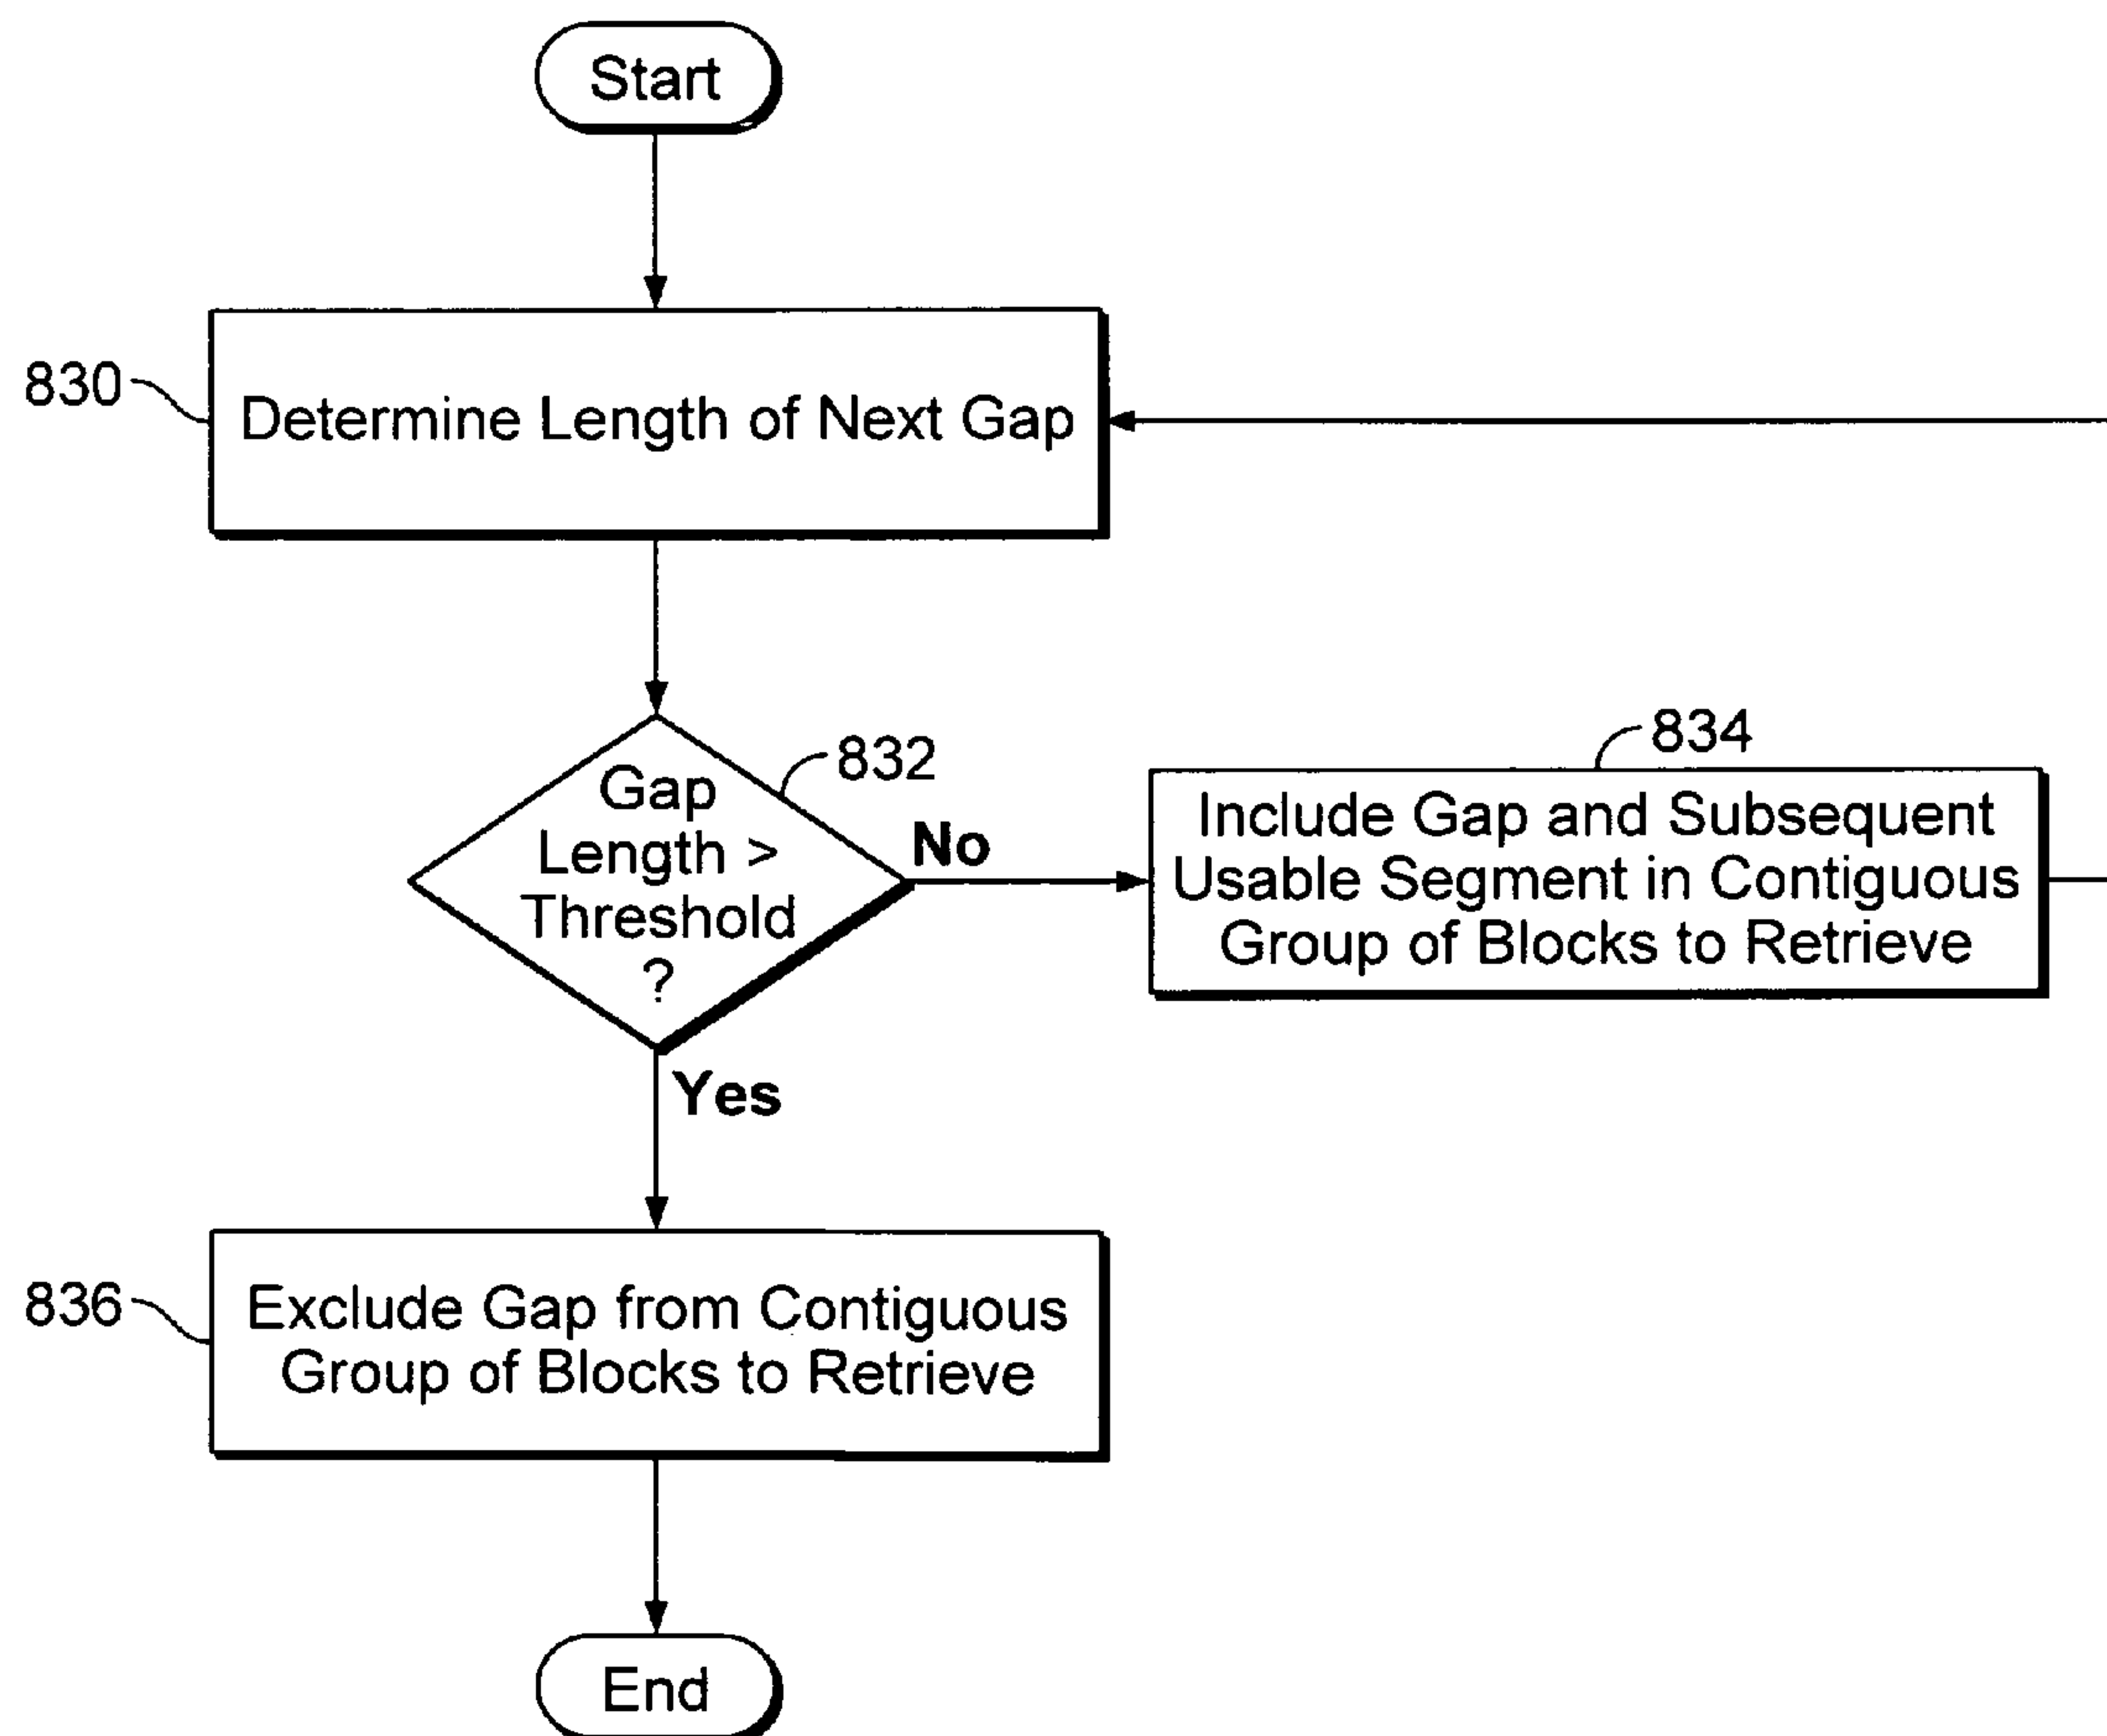 Start
830
Determine Length of Next Gap
832
Gap
Length >
Threshold
?
No
834
Include Gap and Subsequent
Usable Segment in Contiguous
Group of Blocks to Retrieve
Yes
836
Exclude Gap from Contiguous
Group of Blocks to Retrieve
End